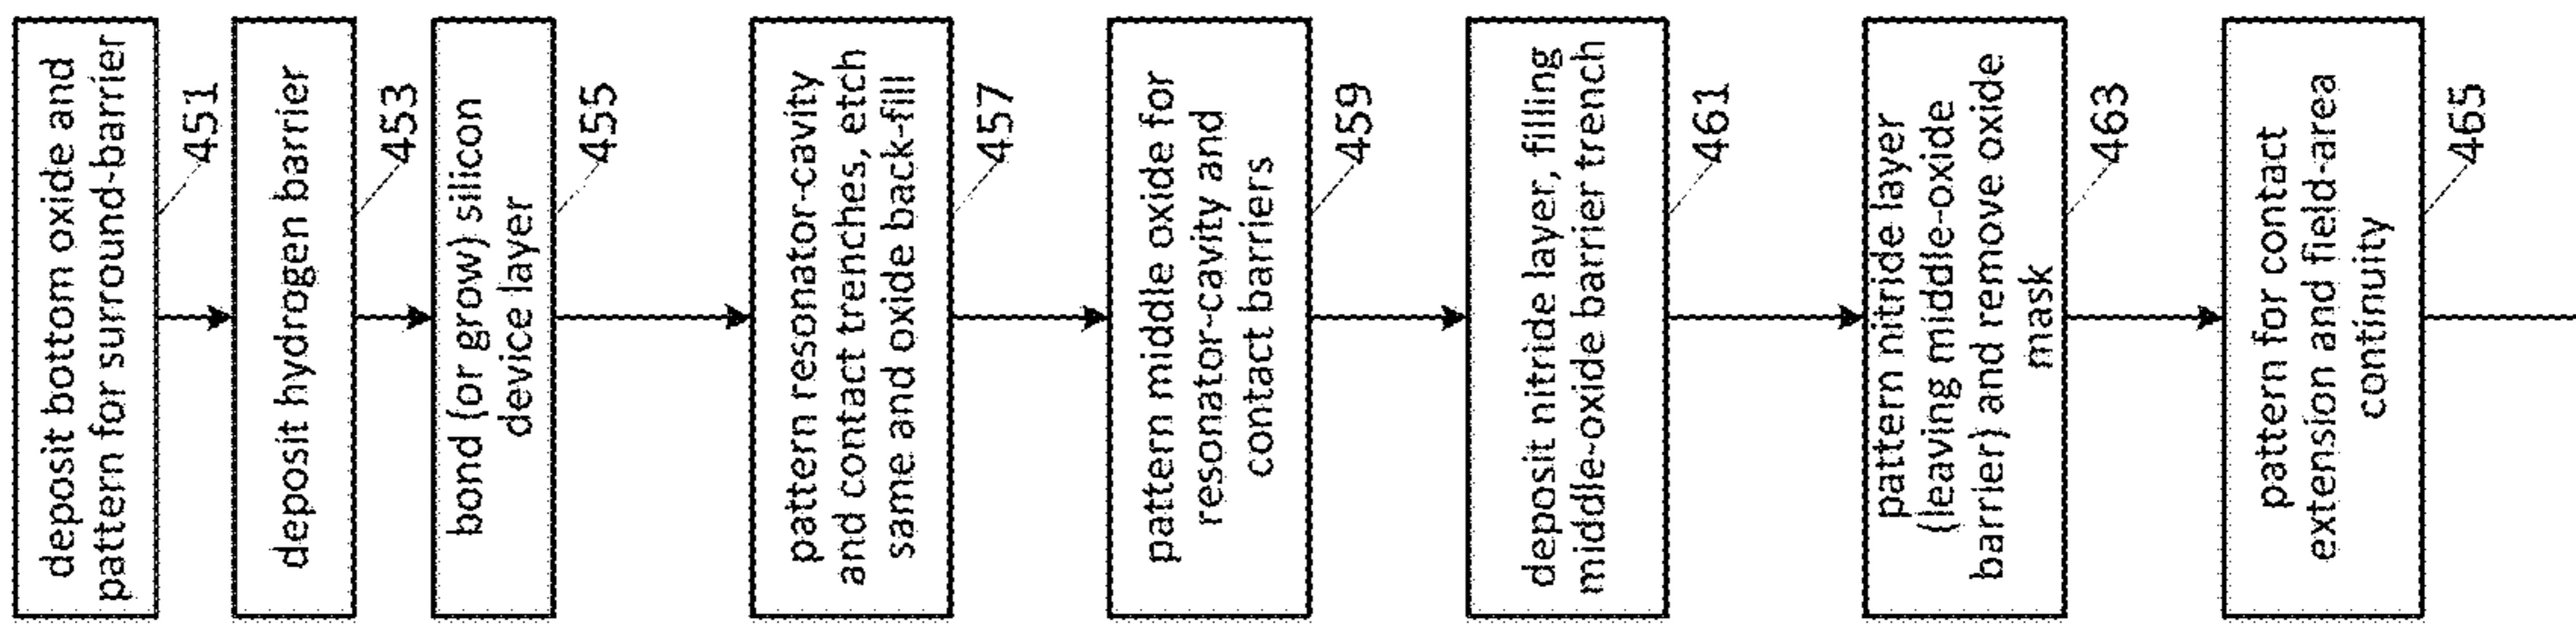 deposit bottom oxide and
pattern for surround-barrier
451
deposit hydrogen barrier
453
bond (or grow) silicon
device layer
455
pattern resonator-cavity
and contact trenches, etch
same and oxide back-fill
457
pattern middle oxide for
resonator-cavity and
contact barriers
459
deposit nitride layer, filling
middle-oxide barrier trench
461
pattern nitride layer
(leaving middle-oxide
barrier) and remove oxide
mask
463
pattern for contact
extension and field-area
continuity
465